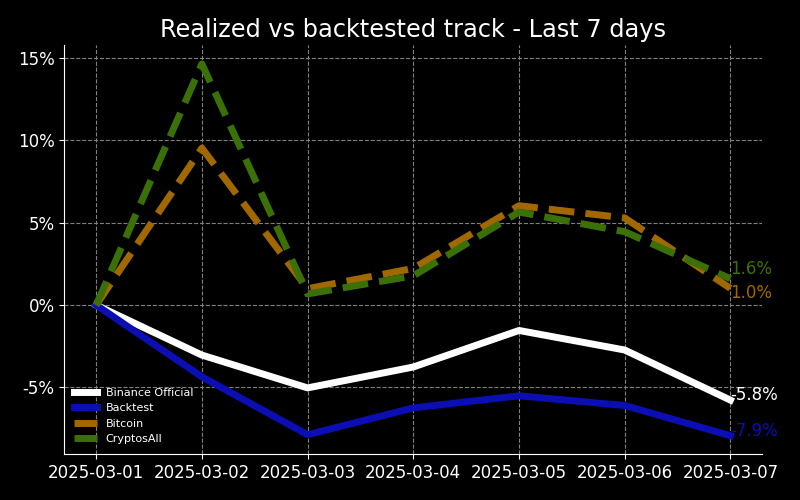 Realized vs backtested track - Last 7 days
15%
10%
5%
0%
-5%
1.6%
1.0%
-5.8%
-7.9%
Binance Official
Backtest
Bitcoin
CryptosAll
2025-03-01 2025-03-02 2025-03-03 2025-03-04 2025-03-05 2025-03-06 2025-03-07